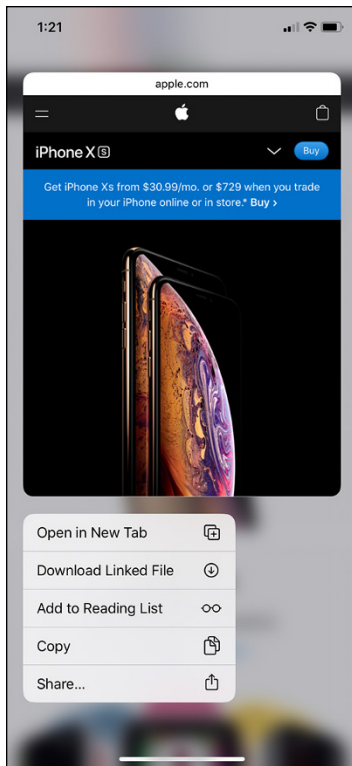 1:21
apple.com
iPhone XS
Buy
Get iPhone Xs from $30.99/mo. or $729 when you trade
in your iPhone online or in store.* Buy >
Open in New Tab
Download Linked File
Add to Reading List
Copy
Share...